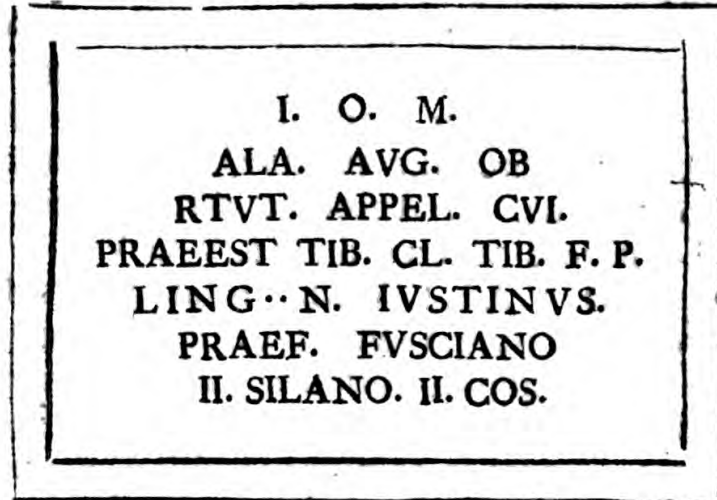 I. O. M.
ALA. AVG. OB
RTVT. APPEL. CVI.
PRAEEST TIB. CL. TIB. F. P.
LING·· N. IVSTINVS.
PRAEF. FVSCIANO
II. SILANO. II. COS.